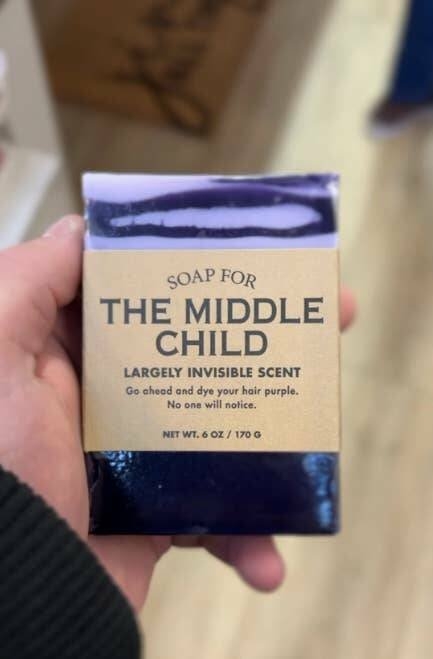 SOAP FOR
THE MIDDLE
CHILD
LARGELY INVISIBLE SCENT
Go ahead and dye your hair purple.
No one will notice.
NET WT. 6 OZ / 170 G